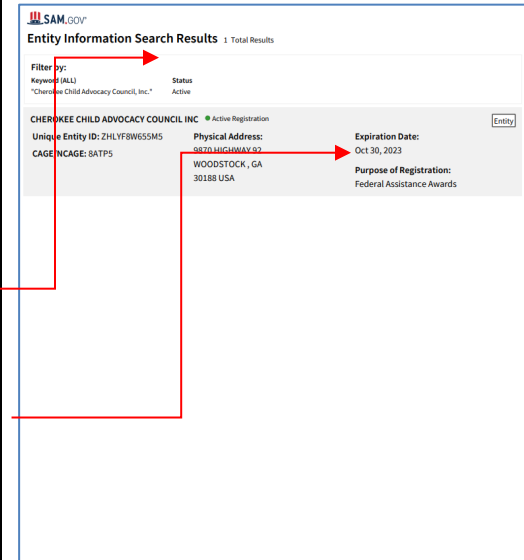 SAM.GOV®
Entity Information Search Results 1 Total Results
Filter by:
Keyword (ALL) Status
"Cherokee Child Advocacy Council, Inc." Active
CHEROKEE CHILD ADVOCACY COUNCIL INC Active Registration Entity
Unique Entity ID: ZHLYF8W655M5 Physical Address: Expiration Date:
CAGE/NCAGE: 8ATP5 9870 HIGHWAY 92 Oct 30, 2023
WOODSTOCK , GA Purpose of Registration:
30188 USA Federal Assistance Awards